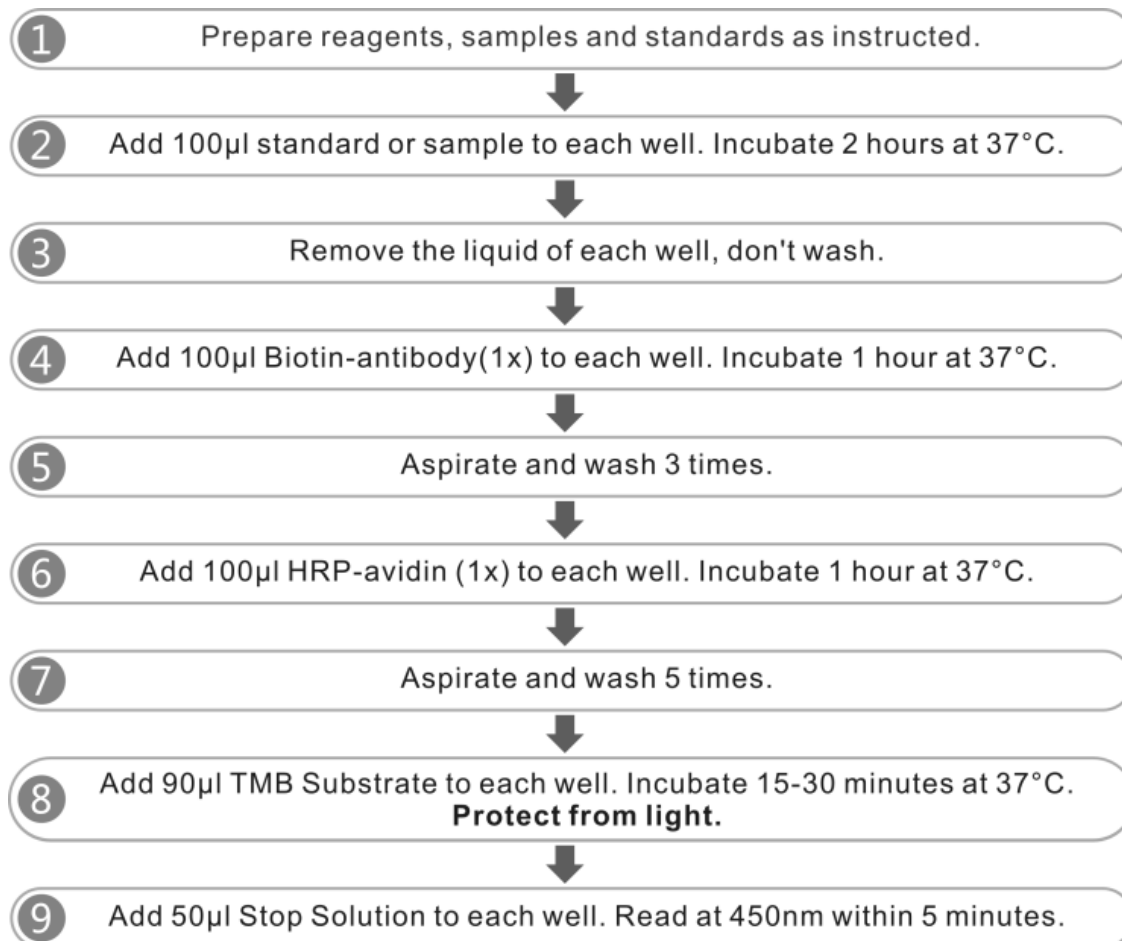 1 Prepare reagents, samples and standards as instructed.
2 Add 100µl standard or sample to each well. Incubate 2 hours at 37°C.
3 Remove the liquid of each well, don't wash.
4 Add 100µl Biotin-antibody(1x) to each well. Incubate 1 hour at 37°C.
5 Aspirate and wash 3 times.
6 Add 100µl HRP-avidin (1x) to each well. Incubate 1 hour at 37°C.
7 Aspirate and wash 5 times.
8 Add 90µl TMB Substrate to each well. Incubate 15-30 minutes at 37°C.
Protect from light.
9 Add 50µl Stop Solution to each well. Read at 450nm within 5 minutes.